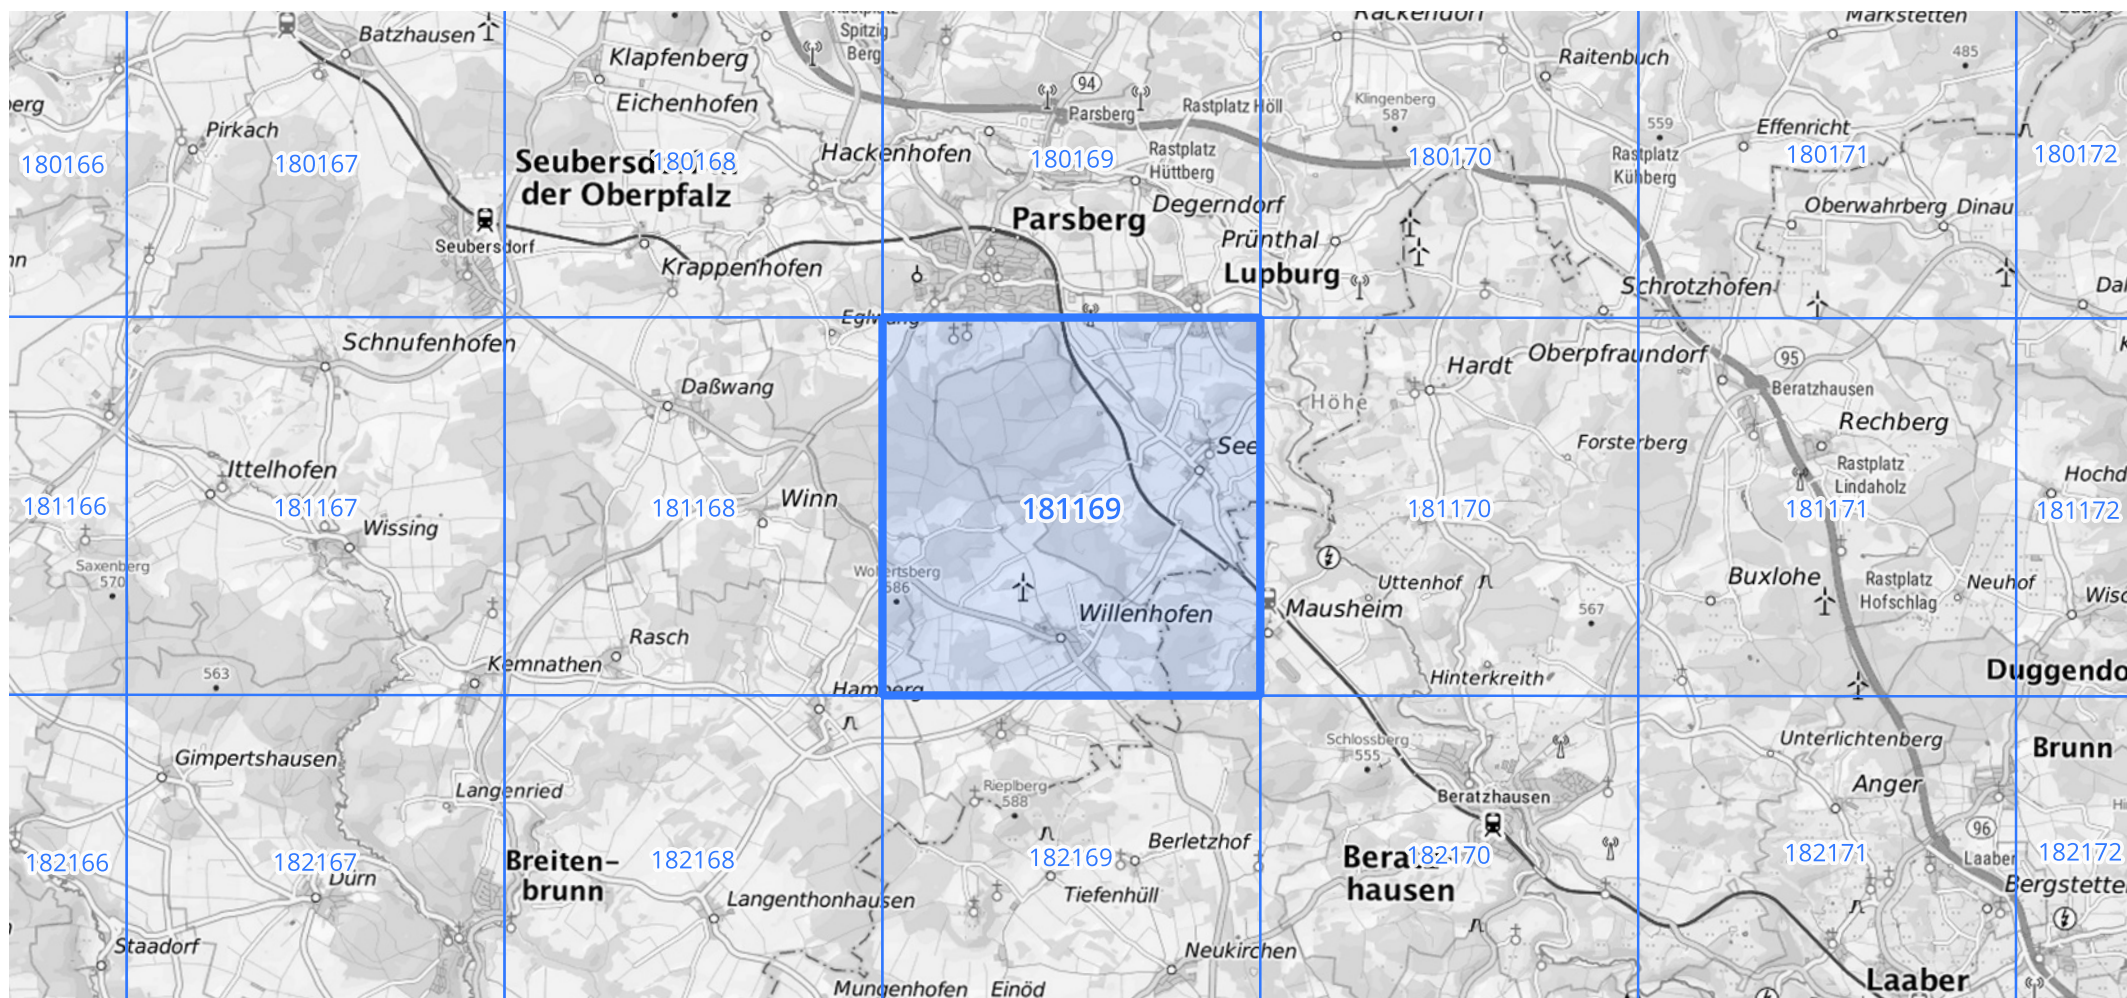 Rackendorf
Markstetten
Batzhausen
Spitzig
Berg
Klapfenberg
Raitenbuch
485
94
Eichenhofen
Parsberg
Rastplatz Höll
Klingenberg
587
Pirkach
559
Effenricht
Rastplatz
Hüttberg
Rastplatz
Kühberg
Hackenhofen
180166
180167
180168
180169
180170
180171
180172
der Oberpfalz
Degerndorf
Oberwahrberg
Dinau
Parsberg
Seubersdorf
Prünthal
Krappenhofen
Lupburg
Schrotzhofen
Eglwang
Schnufenhofen
Oberpfraundorf
95
Hardt
Daßwang
Beratzhausen
Höhe
Rechberg
Forsterberg
See
Ittelhofen
Rastplatz
Lindaholz
Winn
181166
181167
181168
181169
181170
181171
181172
Wissing
Saxenberg
570
Buxlohe
Uttenhof
Rastplatz
Hofschlag
Neuhof
Willenhofen
Mausheim
567
Rasch
Kemnathen
563
Hinterkreith
Hamberg
Schlossberg
555
Unterlichtenberg
Brunn
Gimpertshausen
Anger
Langenried
Rieplberg
588
Beratzhausen
96
Berletzhof
Laaber
182166
182167
182168
182169
182170
182171
182172
Breiten-
brunn
hausen
Dürn
Tiefenhüll
Langenthonhausen
Staadorf
Neukirchen
Laaber
Mungenhofen
Einöd